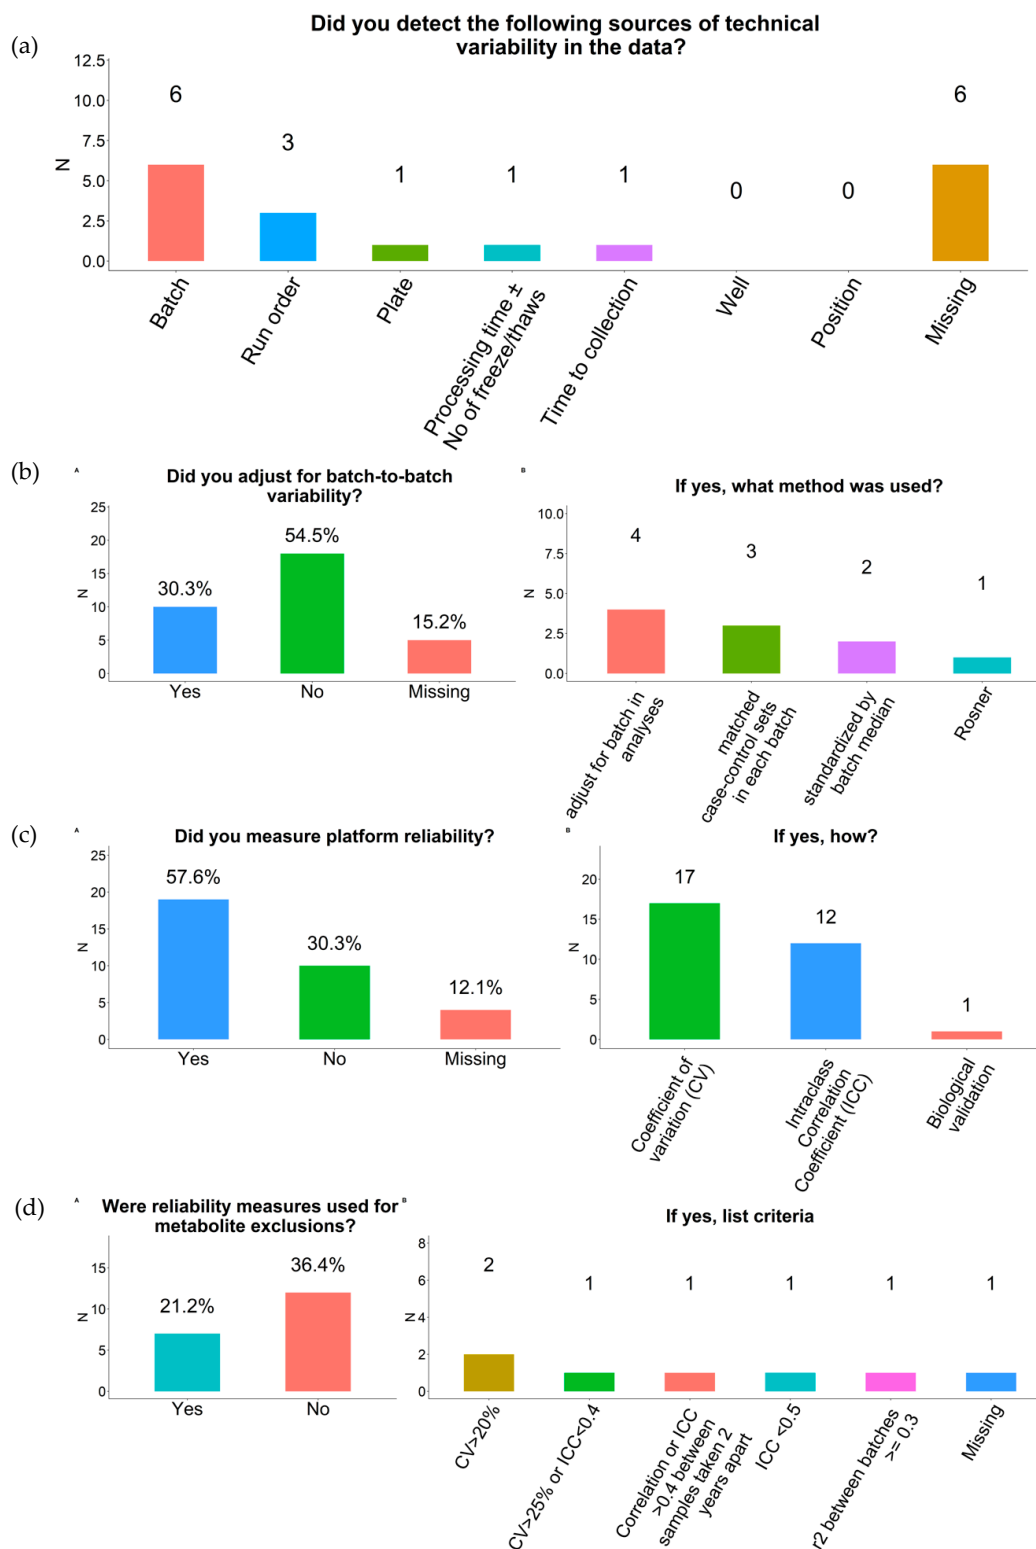 (a)
Did you detect the following sources of technical
variability in the data?
N
12.5
10.0
7.5
5.0
2.5
0.0
6
3
1
1
1
0
0
6
Batch
Run order
Plate
Processing time ±
No of freeze/thaws
Time to collection
Well
Position
Missing
(b)
A
Did you adjust for batch-to-batch
variability?
N
25
20
15
10
5
0
30.3%
54.5%
15.2%
Yes
No
Missing
B
If yes, what method was used?
N
10.0
7.5
5.0
2.5
0.0
4
3
2
1
adjust for batch in
analyses
matched
case-control sets
in each batch
standardized by
batch median
Rosner
(c)
A
Did you measure platform reliability?
N
25
20
15
10
5
0
57.6%
30.3%
12.1%
Yes
No
Missing
B
If yes, how?
N
20
15
10
5
0
17
12
1
Coefficient of
variation (CV)
Intraclass
Correlation
Coefficient (ICC)
Biological
validation
(d)
A
Were reliability measures used for
metabolite exclusions?
N
15
10
5
0
21.2%
36.4%
Yes
No
B
If yes, list criteria
N
8
6
4
2
0
2
1
1
1
1
1
CV>20%
CV>25% or ICC<0.4
Correlation or ICC
>0.4 between
samples taken 2
years apart
ICC <0.5
r2 between batches
>= 0.3
Missing